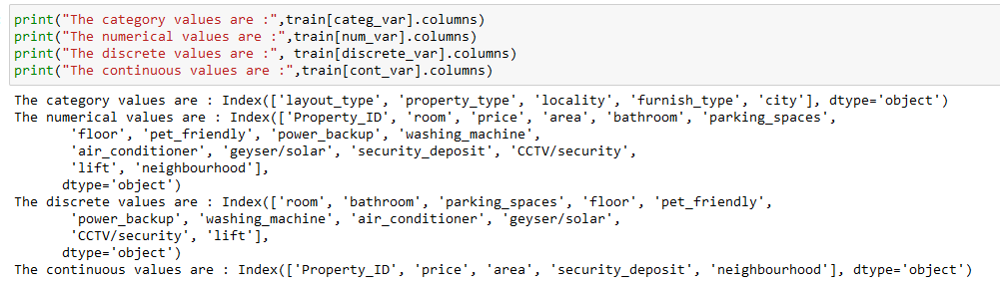 print("The category values are :",train[categ_var].columns)
print("The numerical values are :",train[num_var].columns)
print("The discrete values are :", train[discrete_var].columns)
print("The continuous values are :",train[cont_var].columns)
The category values are : Index(['layout_type', 'property_type', 'locality', 'furnish_type', 'city'], dtype='object')
The numerical values are : Index(['Property_ID', 'room', 'price', 'area', 'bathroom', 'parking_spaces',
'floor', 'pet_friendly', 'power_backup', 'washing_machine',
'air_conditioner', 'geyser/solar', 'security_deposit', 'CCTV/security',
'lift', 'neighbourhood'],
dtype='object')
The discrete values are : Index(['room', 'bathroom', 'parking_spaces', 'floor', 'pet_friendly',
'power_backup', 'washing_machine', 'air_conditioner', 'geyser/solar',
'CCTV/security', 'lift'],
dtype='object')
The continuous values are : Index(['Property_ID', 'price', 'area', 'security_deposit', 'neighbourhood'], dtype='object')